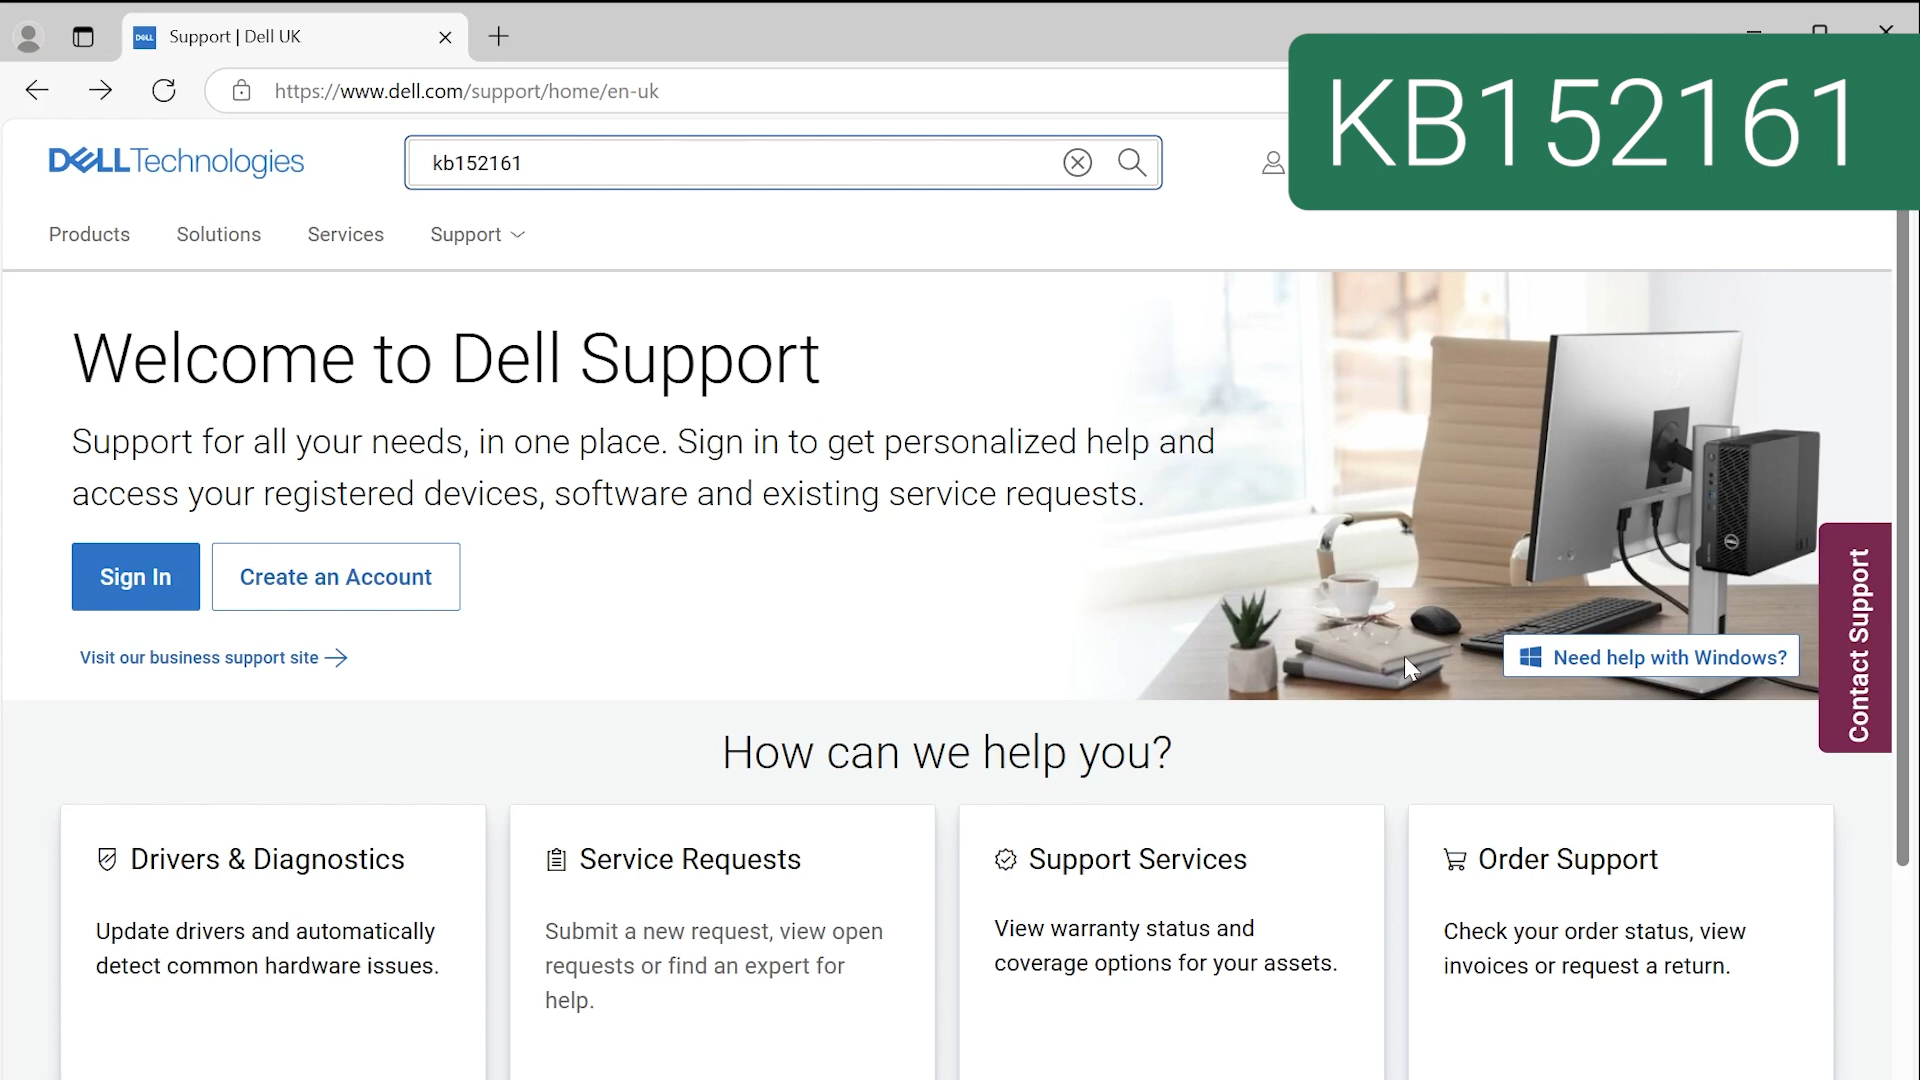 DELL Support | Dell UK
https://www.dell.com/support/home/en-uk
KB152161
DELLTechnologies
kb152161
Products Solutions Services Support
Welcome to Dell Support
Support for all your needs, in one place. Sign in to get personalized help and
access your registered devices, software and existing service requests.
Sign In Create an Account
Visit our business support site
Need help with Windows?
Contact Support
How can we help you?
Drivers & Diagnostics
Update drivers and automatically
detect common hardware issues.
Service Requests
Submit a new request, view open
requests or find an expert for
help.
Support Services
View warranty status and
coverage options for your assets.
Order Support
Check your order status, view
invoices or request a return.